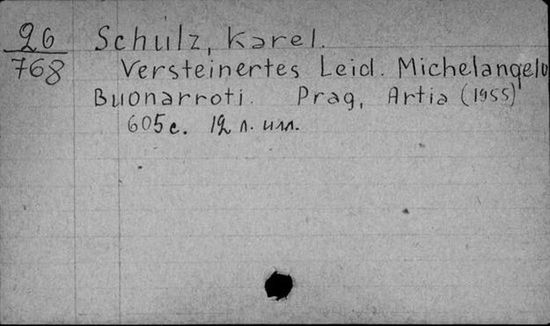 26 Schulz, Karel.
768 Versteinertes Leid. Michelangelo
Buonarroti. Prag, Artia (1955)
605 с. 12 л. илл.